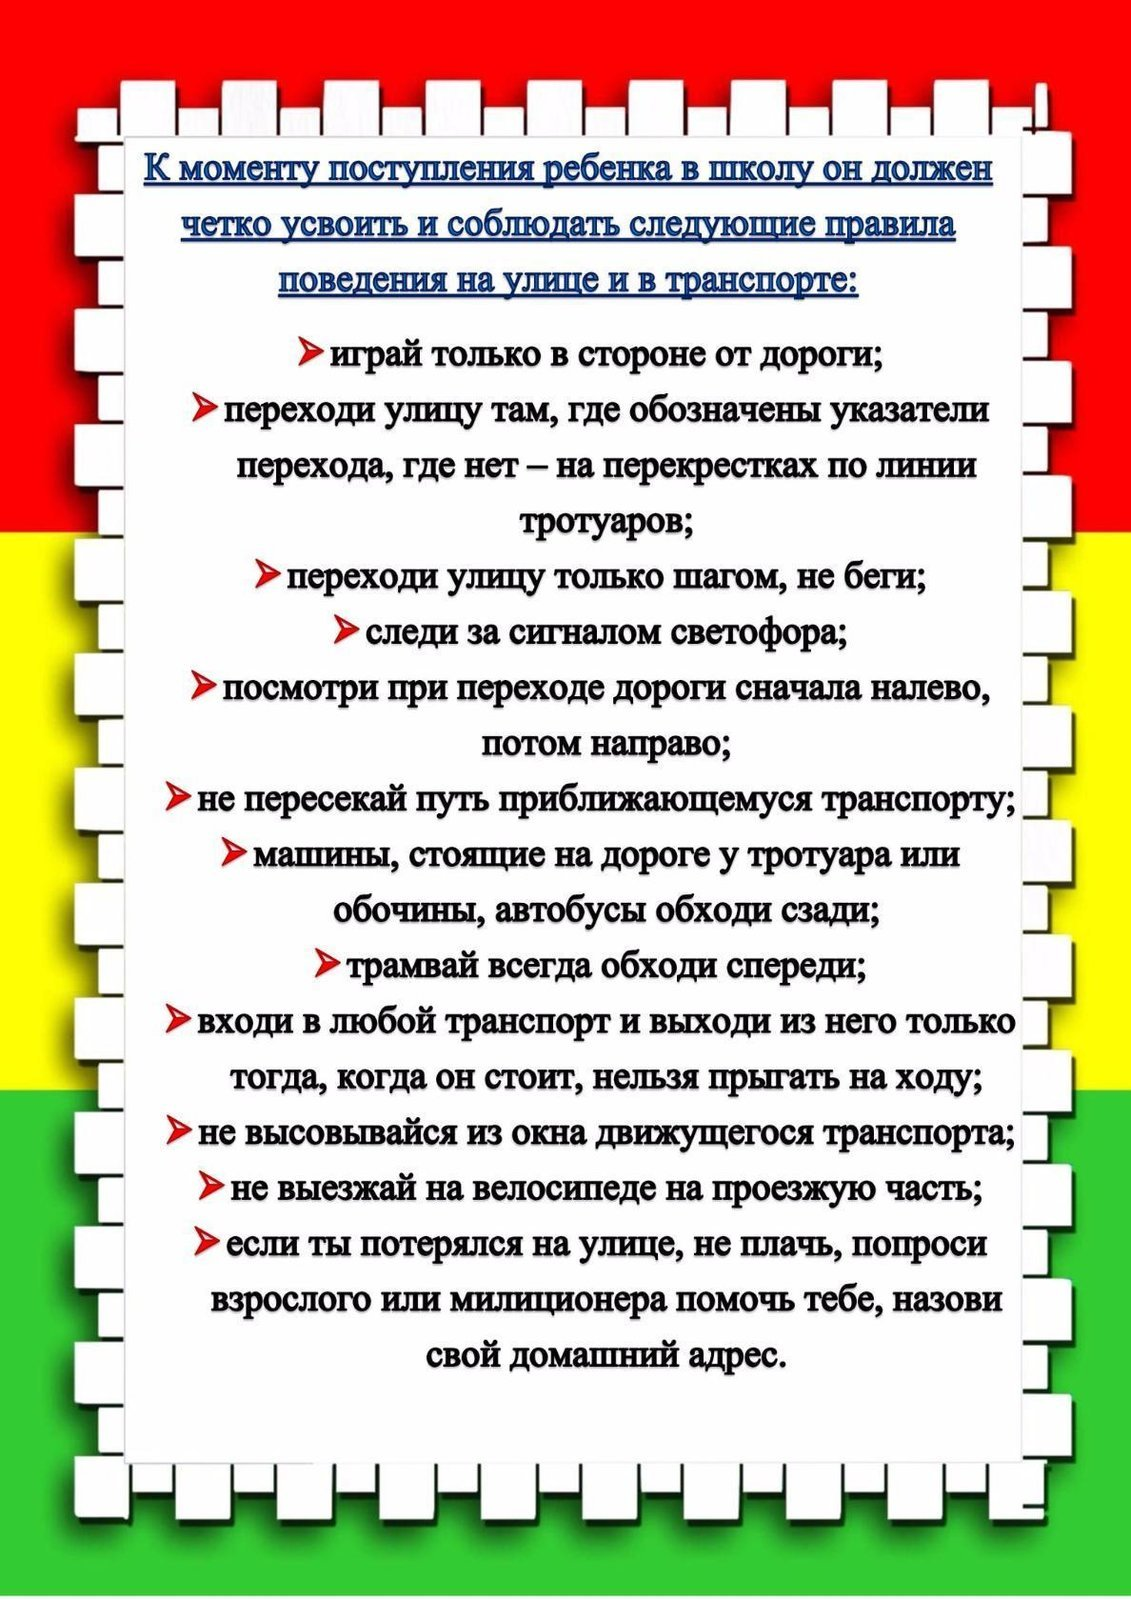 К моменту поступления ребенка в школу он должен
четко усвоить и соблюдать следующие правила
поведения на улице и в транспорте:
играй только в стороне от дороги;
переходи улицу там, где обозначены указатели
перехода, где нет – на перекрестках по линии
тротуаров;
переходи улицу только шагом, не беги;
следи за сигналом светофора;
посмотри при переходе дороги сначала налево,
потом направо;
не пересекай путь приближающемуся транспорту;
машины, стоящие на дороге у тротуара или
обочины, автобусы обходи сзади;
трамвай всегда обходи спереди;
входи в любой транспорт и выходи из него только
тогда, когда он стоит, нельзя прыгать на ходу;
не высовывайся из окна движущегося транспорта;
не выезжай на велосипеде на проезжую часть;
если ты потерялся на улице, не плачь, попроси
взрослого или милиционера помочь тебе, назови
свой домашний адрес.